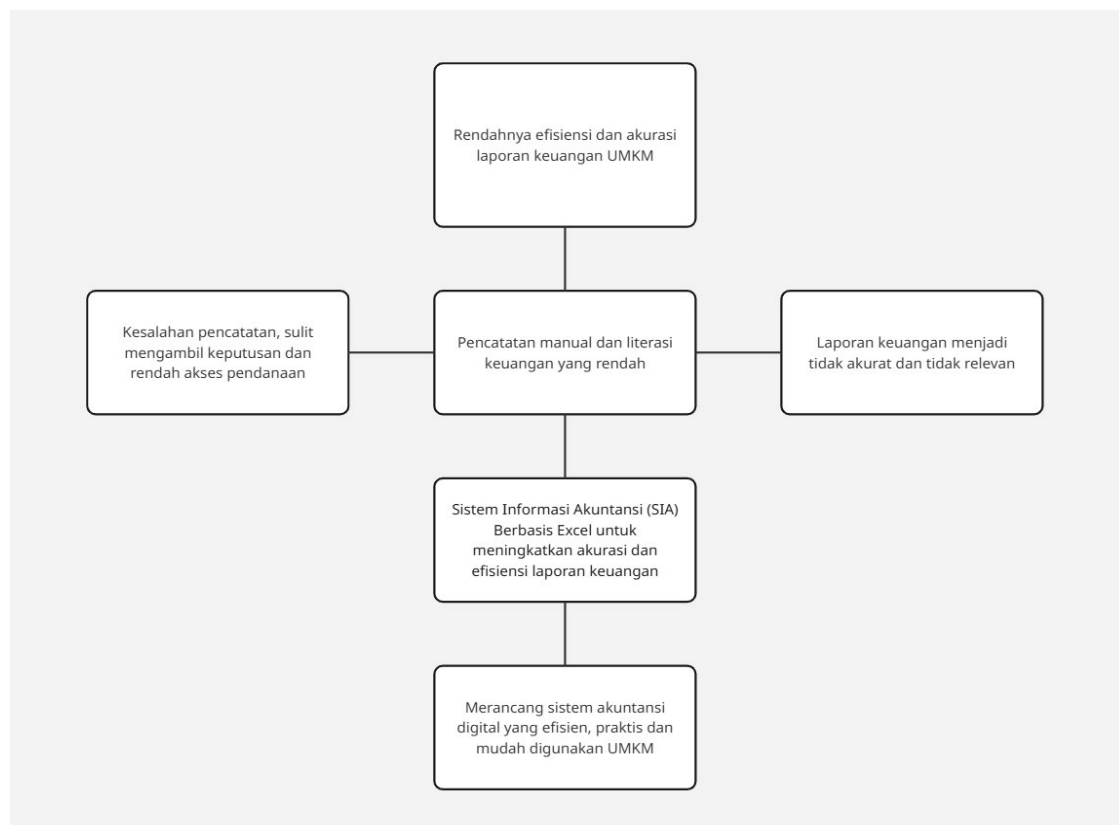 Rendahnya efisiensi dan akurasi
laporan keuangan UMKM
Kesalahan pencatatan, sulit
mengambil keputusan dan
rendah akses pendanaan
Pencatatan manual dan literasi
keuangan yang rendah
Laporan keuangan menjadi
tidak akurat dan tidak relevan
Sistem Informasi Akuntansi (SIA)
Berbasis Excel untuk
meningkatkan akurasi dan
efisiensi laporan keuangan
Merancang sistem akuntansi
digital yang efisien, praktis dan
mudah digunakan UMKM